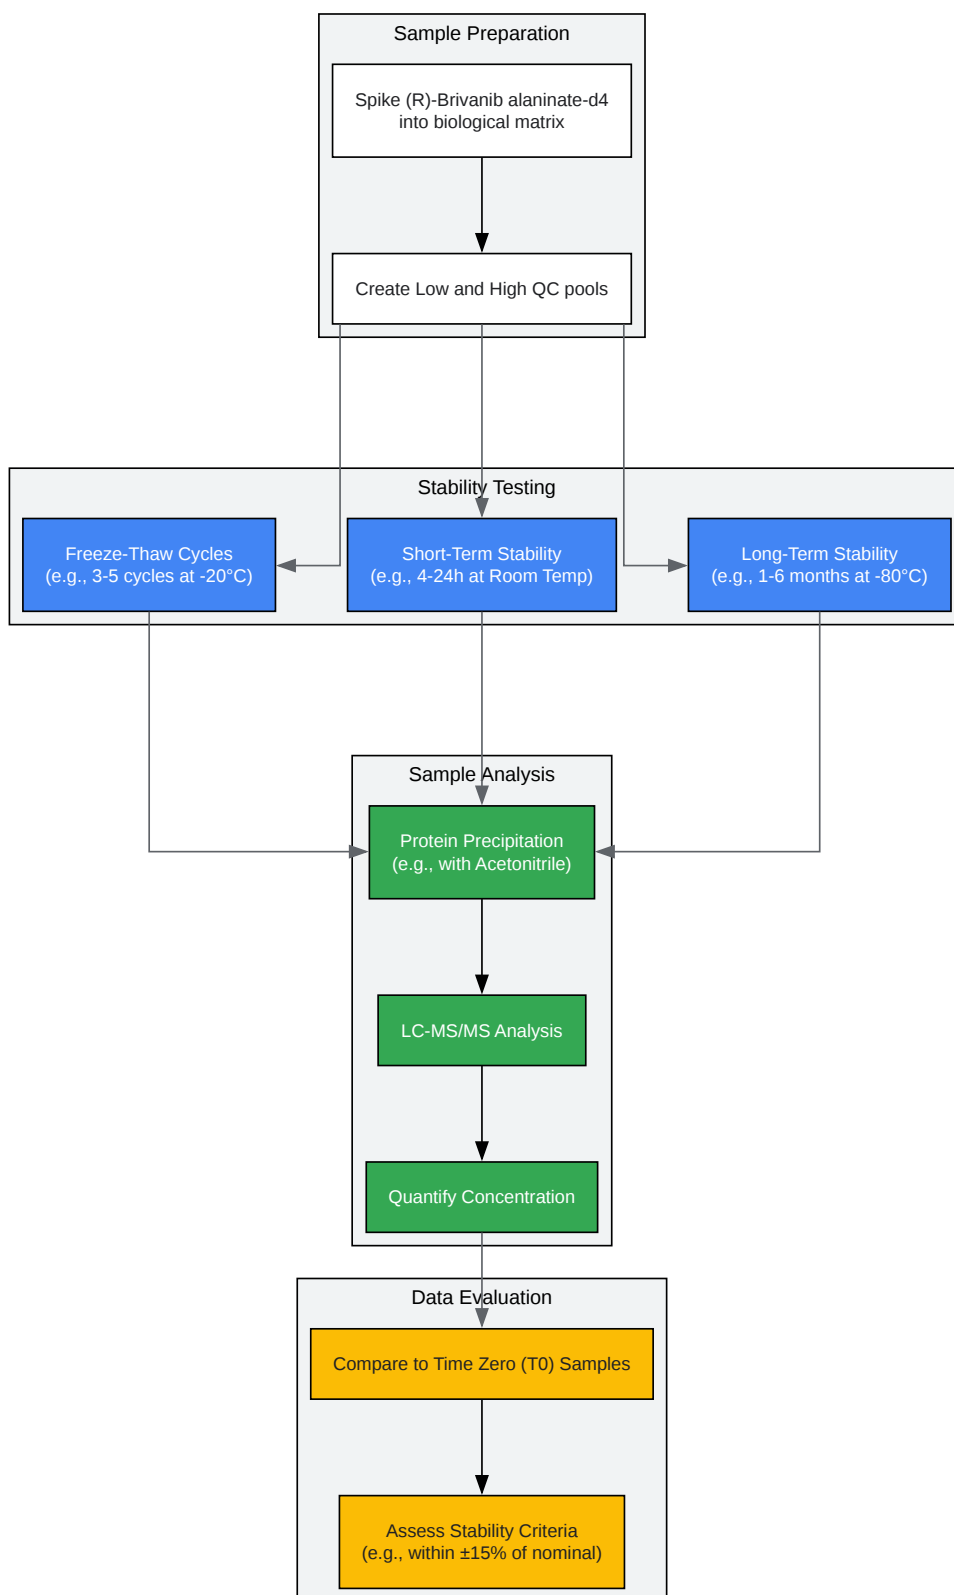 Sample Preparation
Spike (R)-Brivanib alaninate-d4
into biological matrix
Create Low and High QC pools
Stability Testing
Freeze-Thaw Cycles
(e.g., 3-5 cycles at -20°C)
Short-Term Stability
(e.g., 4-24h at Room Temp)
Long-Term Stability
(e.g., 1-6 months at -80°C)
Sample Analysis
Protein Precipitation
(e.g., with Acetonitrile)
LC-MS/MS Analysis
Quantify Concentration
Data Evaluation
Compare to Time Zero (T0) Samples
Assess Stability Criteria
(e.g., within ±15% of nominal)